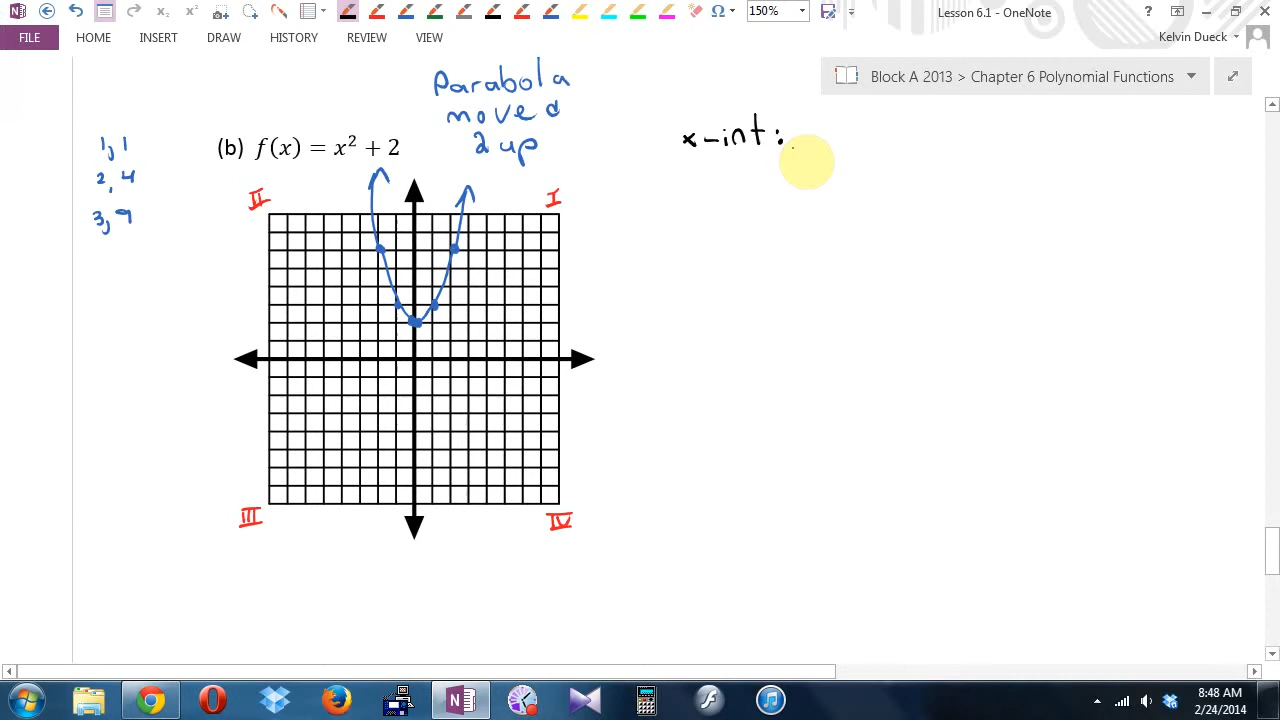 150%
Lesson 6.1 - OneNote
FILE
HOME
INSERT
DRAW
HISTORY
REVIEW
VIEW
Kelvin Dueck
Block A 2013 > Chapter 6 Polynomial Functions
Parabola
moved
2 up
1, 1
2, 4
3, 9
(b) f(x) = x² + 2
x-int:
II
I
III
IV
8:48 AM
2/24/2014